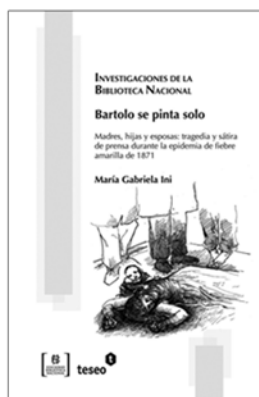 INVESTIGACIONES DE LA
BIBLIOTECA NACIONAL
Bartolo se pinta solo
Madres, hijas y esposas: tragedia y sátira
de prensa durante la epidemia de fiebre
amarilla de 1871
María Gabriela Ini
teseo